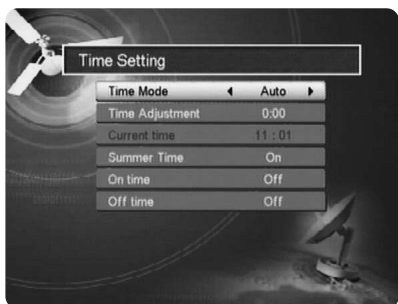 Time Setting
Time Mode Auto
Time Adjustment 0:00
Current time 11 : 01
Summer Time On
On time Off
Off time Off